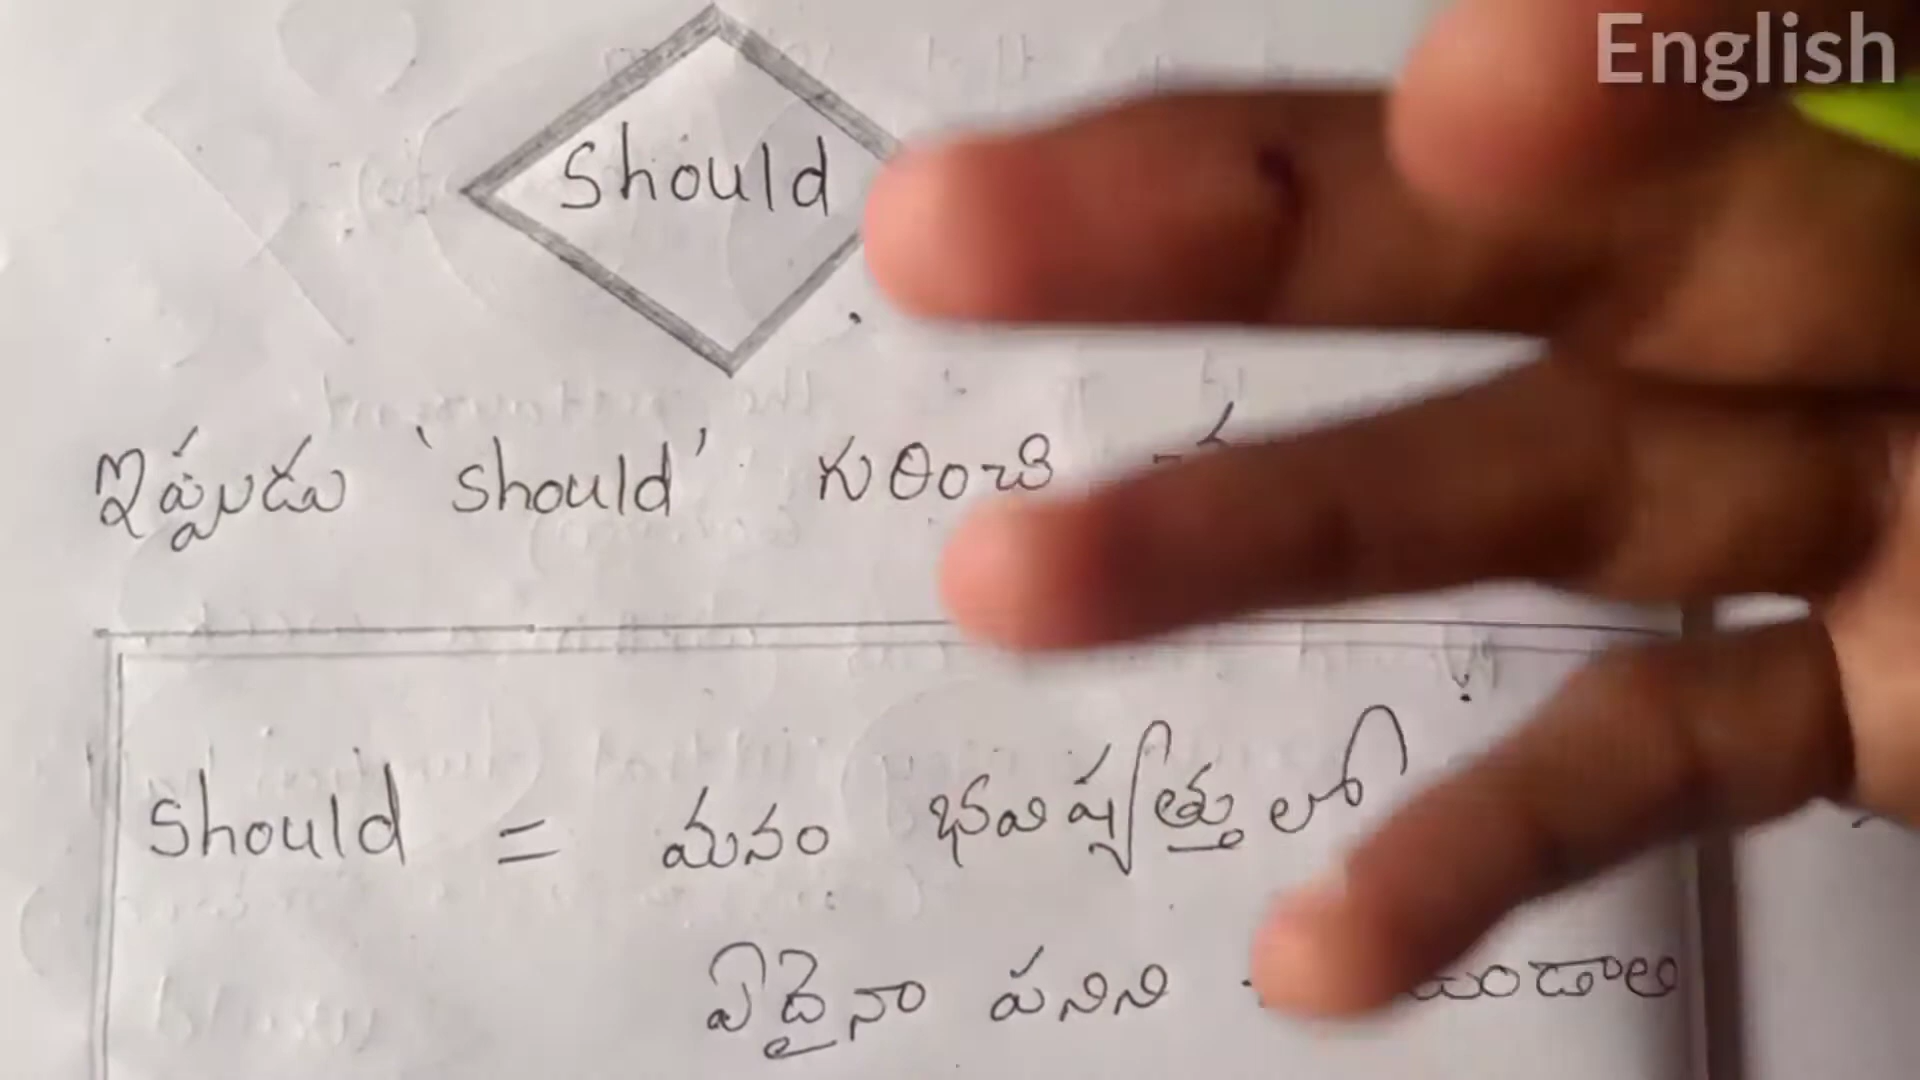 English
Should
ఇప్పుడు 'should' గురించి
Should = మనం భవిష్యత్తులో
ఏదైనా పనిని